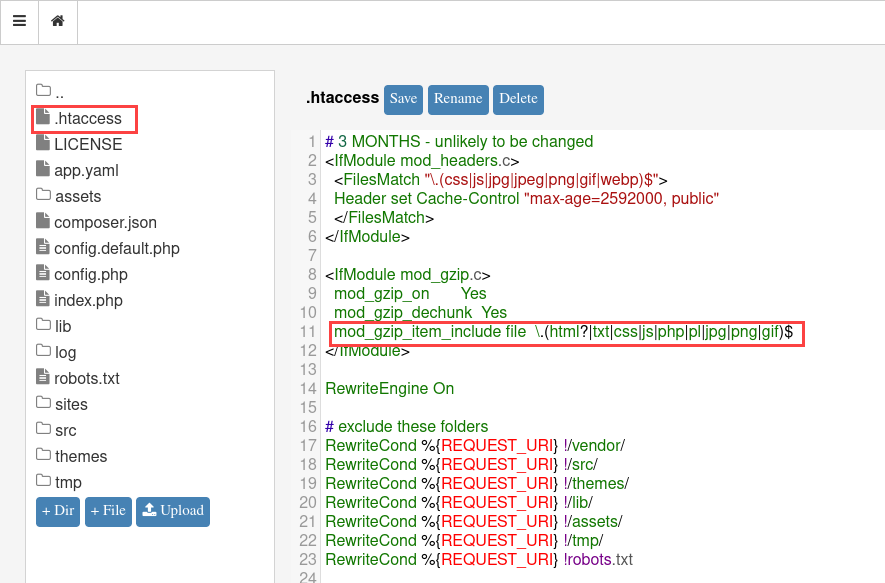 ..
.htaccess
LICENSE
app.yaml
assets
composer.json
config.default.php
config.php
index.php
lib
log
robots.txt
sites
src
themes
tmp
+ Dir + File Upload
.htaccess Save Rename Delete
1 # 3 MONTHS - unlikely to be changed
2 <IfModule mod_headers.c>
3   <FilesMatch "\.(css|js|jpg|jpeg|png|gif|webp)$">
4   Header set Cache-Control "max-age=2592000, public"
5   </FilesMatch>
6 </IfModule>
7
8 <IfModule mod_gzip.c>
9   mod_gzip_on       Yes
10   mod_gzip_dechunk  Yes
11   mod_gzip_item_include file  \.(html?|txt|css|js|php|pl|jpg|png|gif)$
12 </IfModule>
13
14 RewriteEngine On
15
16 # exclude these folders
17 RewriteCond %{REQUEST_URI} !/vendor/
18 RewriteCond %{REQUEST_URI} !/src/
19 RewriteCond %{REQUEST_URI} !/themes/
20 RewriteCond %{REQUEST_URI} !/lib/
21 RewriteCond %{REQUEST_URI} !/assets/
22 RewriteCond %{REQUEST_URI} !/tmp/
23 RewriteCond %{REQUEST_URI} !robots.txt
24